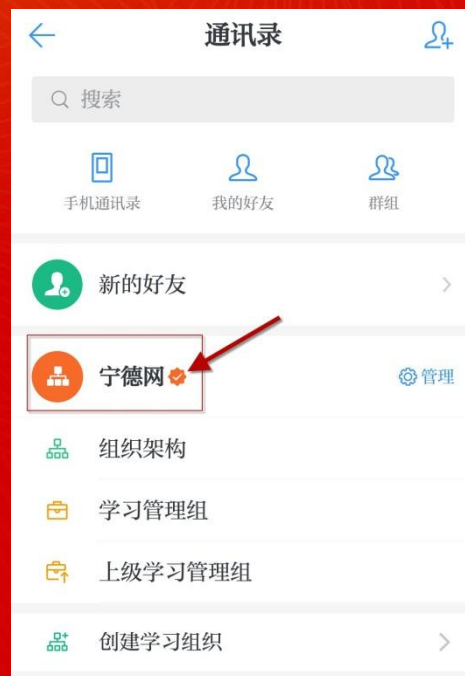 通讯录
搜索
手机通讯录 我的好友 群组
新的好友
宁德网 管理
组织架构
学习管理组
上级学习管理组
创建学习组织